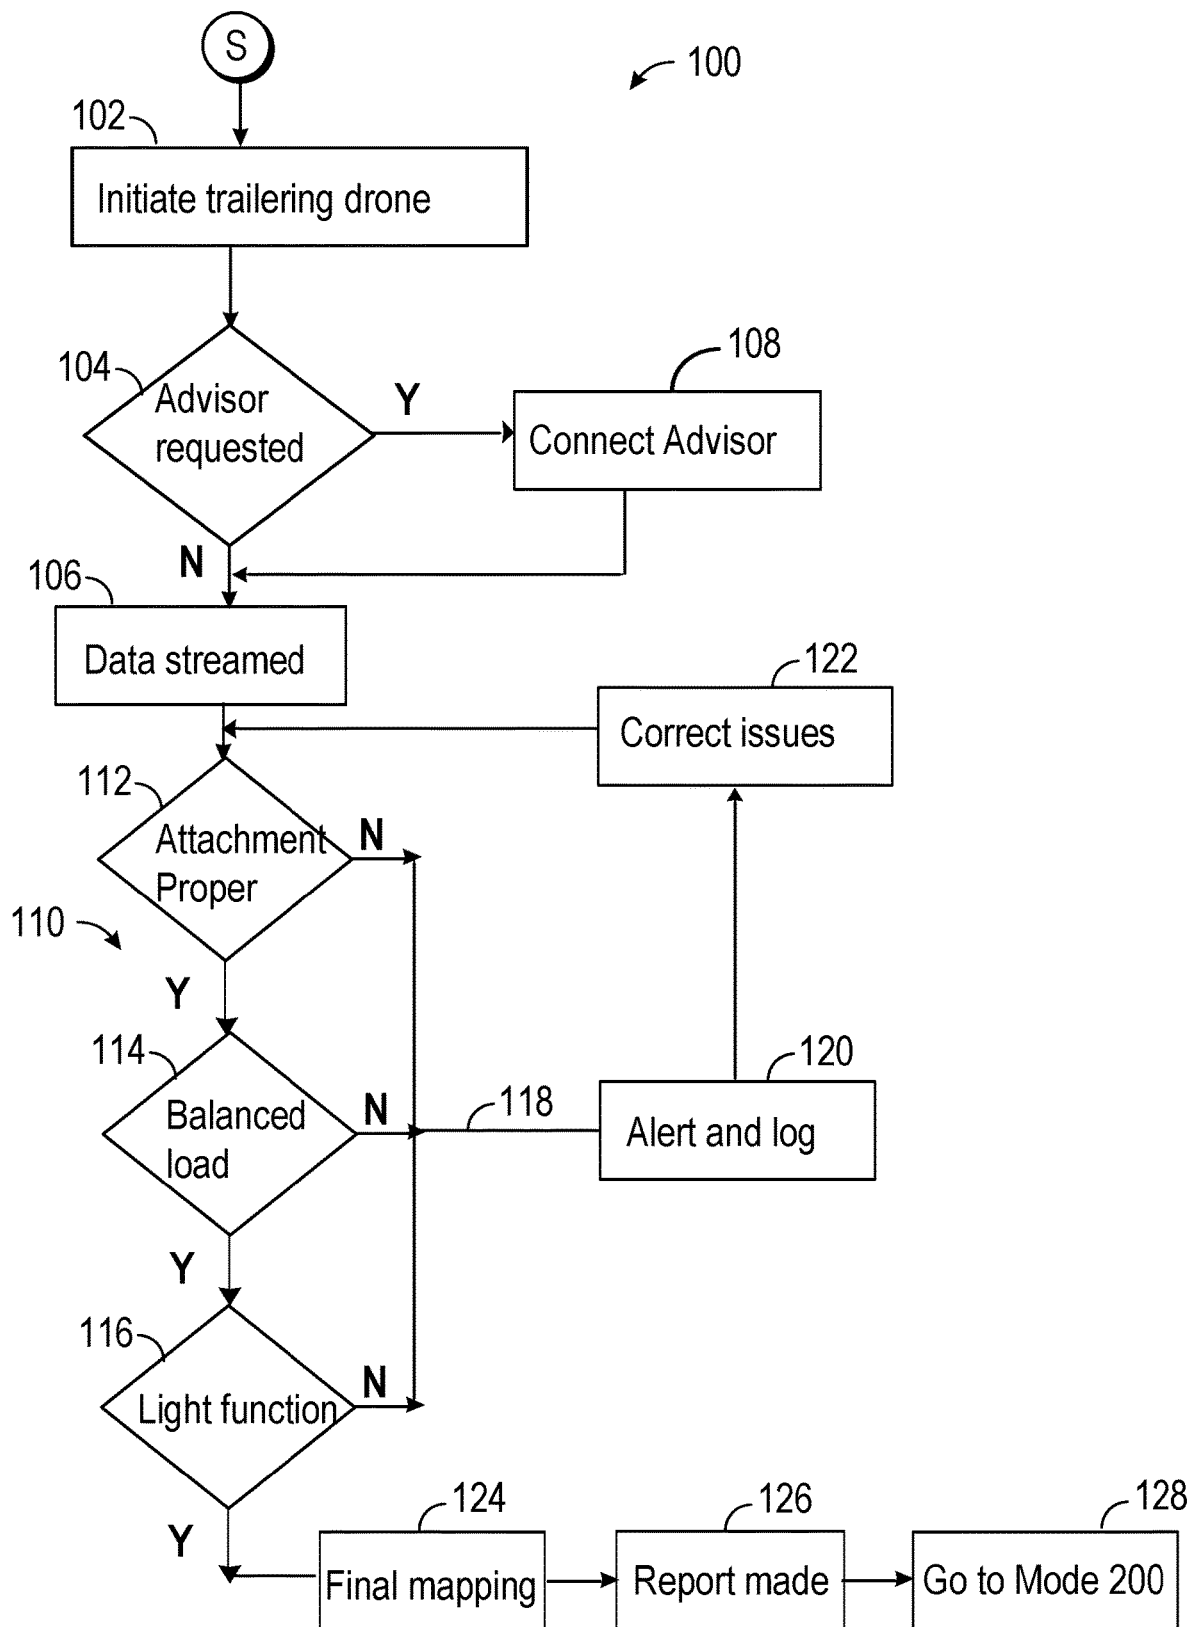 S
100
102
Initiate trailering drone
104
Advisor
requested
Y
108
Connect Advisor
N
106
Data streamed
122
Correct issues
112
Attachment
Proper
N
110
Y
114
Balanced
load
N
118
120
Alert and log
Y
116
Light function
N
Y
124
Final mapping
126
Report made
128
Go to Mode 200